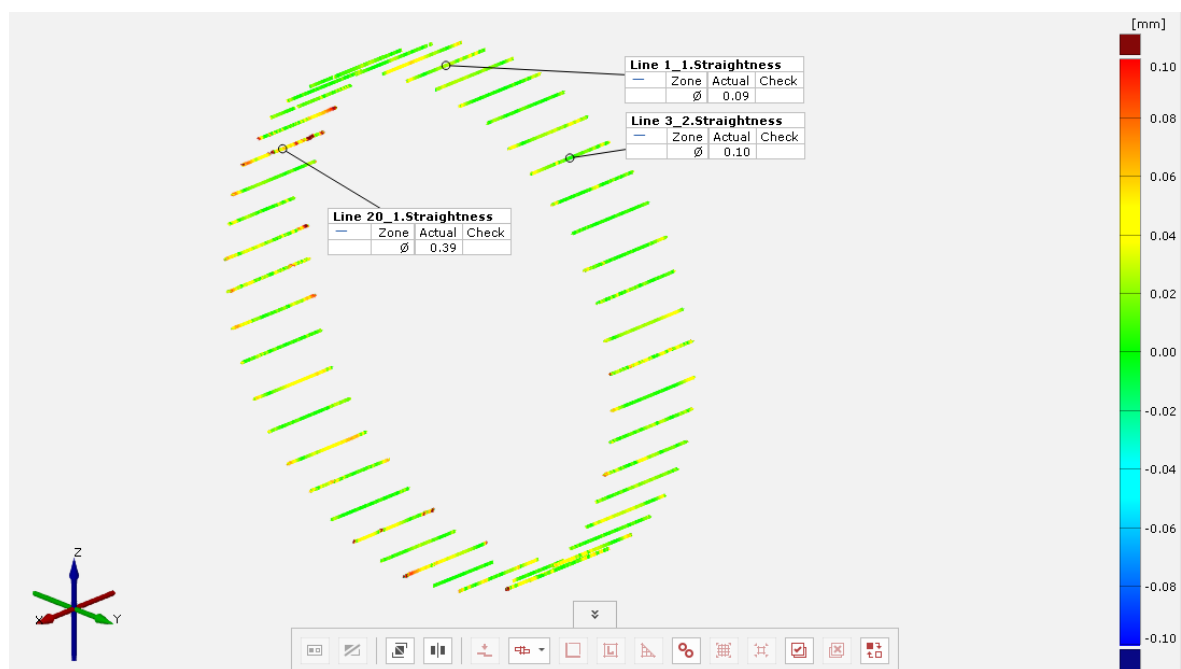 [mm]
Line 1_1.Straightness
Zone Actual Check
Ø 0.09
Line 3_2.Straightness
Zone Actual Check
Ø 0.10
Line 20_1.Straightness
Zone Actual Check
Ø 0.39
0.10
0.08
0.06
0.04
0.02
0.00
-0.02
-0.04
-0.06
-0.08
-0.10
Z
X Y